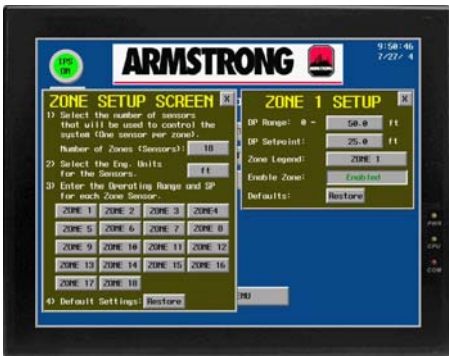 IPS
ON
ARMSTRONG
9:50:46
7/27/ 4
ZONE SETUP SCREEN X
1) Select the number of sensors
that will be used to control the
system (One sensor per zone).
Number of Zones (Sensors): 18
2) Select the Eng. Units
for the Sensors. ft
3) Enter the Operating Range and SP
for each Zone Sensor.
ZONE 1 ZONE 2 ZONE 3 ZONE4
ZONE 5 ZONE 6 ZONE 7 ZONE 8
ZONE 9 ZONE 10 ZONE 11 ZONE 12
ZONE 13 ZONE 14 ZONE 15 ZONE 16
ZONE 17 ZONE 18
4) Default Settings: Restore
ZONE 1 SETUP X
DP Range: 0 - 50.0 ft
DP Setpoint: 25.0 ft
Zone Legend: ZONE 1
Enable Zone: Enabled
Defaults: Restore
ENU
PWR
CPU
COM